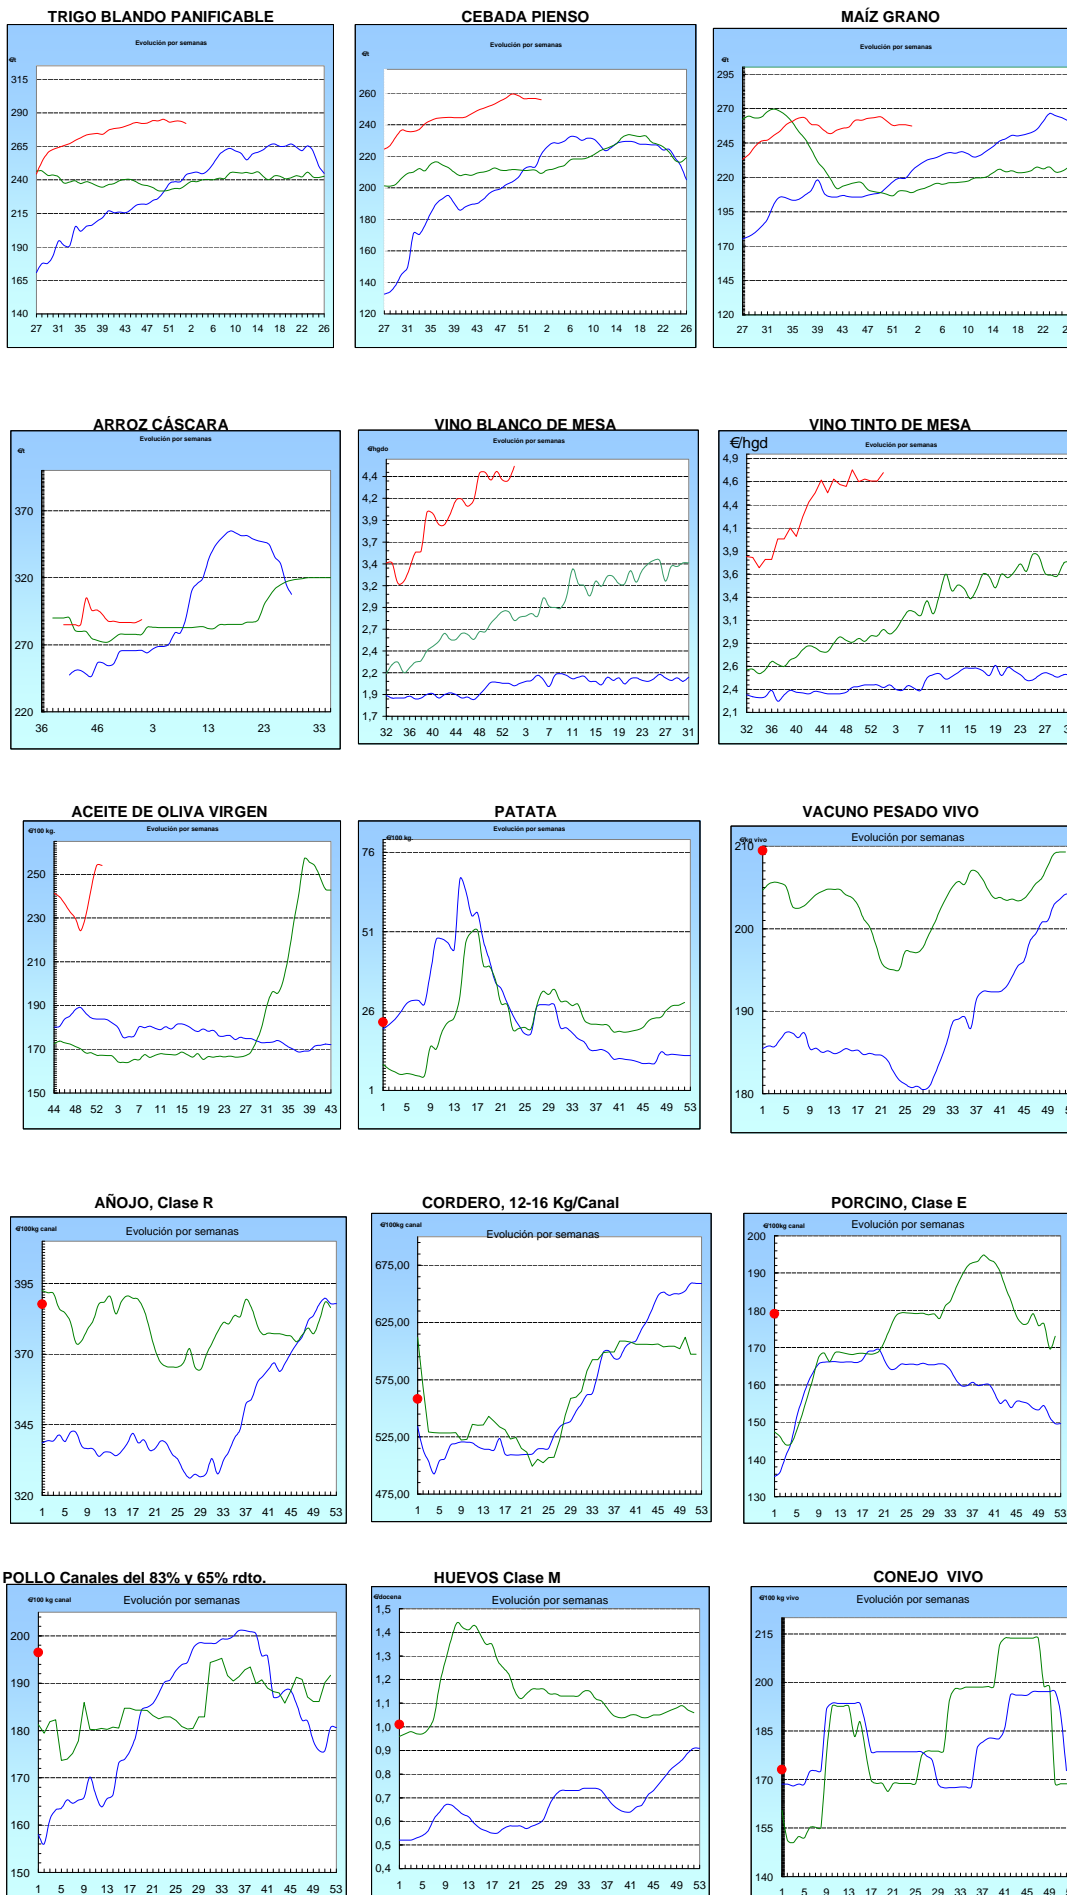 TRIGO BLANDO PANIFICABLE
Evolución por semanas
€/t
315
290
265
240
215
190
165
140
27 31 35 39 43 47 51 2 6 10 14 18 22 26
CEBADA PIENSO
Evolución por semanas
€/t
260
240
220
200
180
160
140
120
27 31 35 39 43 47 51 2 6 10 14 18 22 26
MAÍZ GRANO
Evolución por semanas
€/t
295
270
245
220
195
170
145
120
27 31 35 39 43 47 51 2 6 10 14 18 22
ARROZ CÁSCARA
Evolución por semanas
€/t
370
320
270
220
36 46 3 13 23 33
VINO BLANCO DE MESA
Evolución por semanas
€/hgdo
4,4
4,2
3,9
3,7
3,4
3,2
2,9
2,7
2,4
2,2
1,9
1,7
32 36 40 44 48 52 3 7 11 15 19 23 27 31
VINO TINTO DE MESA
€/hgd
Evolución por semanas
4,9
4,6
4,4
4,1
3,9
3,6
3,4
3,1
2,9
2,6
2,4
2,1
32 36 40 44 48 52 3 7 11 15 19 23 27
ACEITE DE OLIVA VIRGEN
€/100 kg.
Evolución por semanas
250
230
210
190
170
150
44 48 52 3 7 11 15 19 23 27 31 35 39 43
PATATA
Evolución por semanas
€/100 kg.
76
51
26
1
1 5 9 13 17 21 25 29 33 37 41 45 49 53
VACUNO PESADO VIVO
€/kg vivo
Evolución por semanas
210
200
190
180
1 5 9 13 17 21 25 29 33 37 41 45 49
AÑOJO, Clase R
€/100kg canal
Evolución por semanas
395
370
345
320
1 5 9 13 17 21 25 29 33 37 41 45 49 53
CORDERO, 12-16 Kg/Canal
€/100kg canal
Evolución por semanas
675,00
625,00
575,00
525,00
475,00
1 5 9 13 17 21 25 29 33 37 41 45 49 53
PORCINO, Clase E
€/100kg canal
Evolución por semanas
200
190
180
170
160
150
140
130
1 5 9 13 17 21 25 29 33 37 41 45 49 53
POLLO Canales del 83% y 65% rdto.
€/100 kg canal
Evolución por semanas
200
190
180
170
160
150
1 5 9 13 17 21 25 29 33 37 41 45 49 53
HUEVOS Clase M
€/docena
Evolución por semanas
1,5
1,4
1,3
1,2
1,1
1,0
0,9
0,8
0,7
0,6
0,5
0,4
1 5 9 13 17 21 25 29 33 37 41 45 49 53
CONEJO VIVO
€/100 kg vivo
Evolución por semanas
215
200
185
170
155
140
1 5 9 13 17 21 25 29 33 37 41 45 49